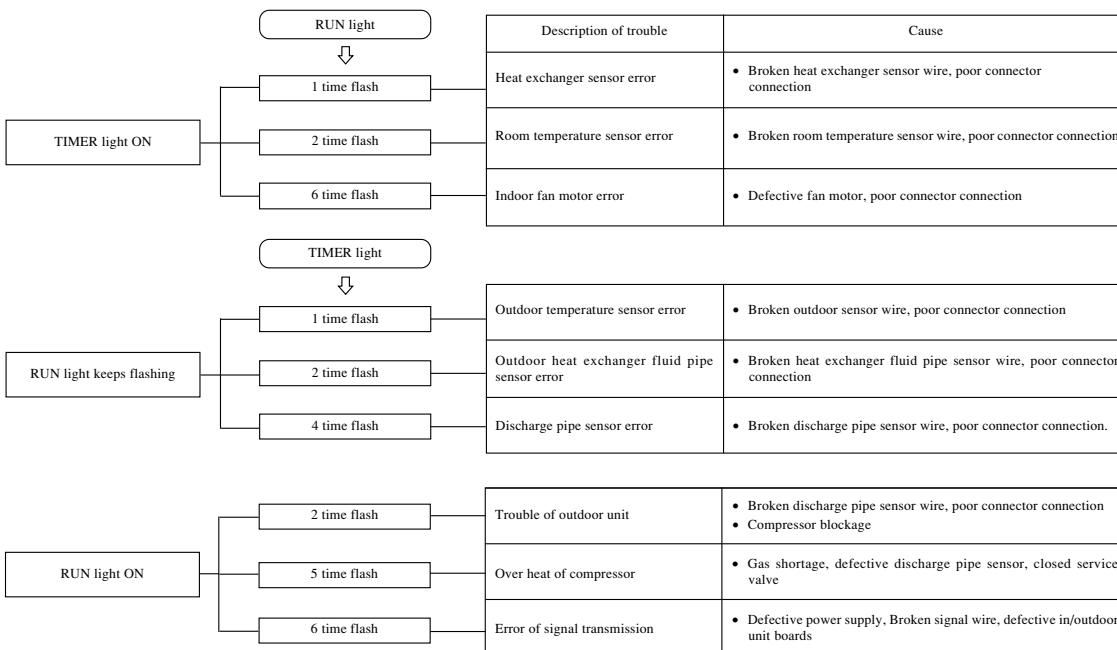 RUN light
Description of trouble
Cause
1 time flash
Heat exchanger sensor error
• Broken heat exchanger sensor wire, poor connector
connection
TIMER light ON
2 time flash
Room temperature sensor error
• Broken room temperature sensor wire, poor connector connection
6 time flash
Indoor fan motor error
• Defective fan motor, poor connector connection
TIMER light
1 time flash
Outdoor temperature sensor error
• Broken outdoor sensor wire, poor connector connection
RUN light keeps flashing
2 time flash
Outdoor heat exchanger fluid pipe
sensor error
• Broken heat exchanger fluid pipe sensor wire, poor connector
connection
4 time flash
Discharge pipe sensor error
• Broken discharge pipe sensor wire, poor connector connection.
2 time flash
Trouble of outdoor unit
• Broken discharge pipe sensor wire, poor connector connection
• Compressor blockage
RUN light ON
5 time flash
Over heat of compressor
• Gas shortage, defective discharge pipe sensor, closed service
valve
6 time flash
Error of signal transmission
• Defective power supply, Broken signal wire, defective in/outdoor
unit boards